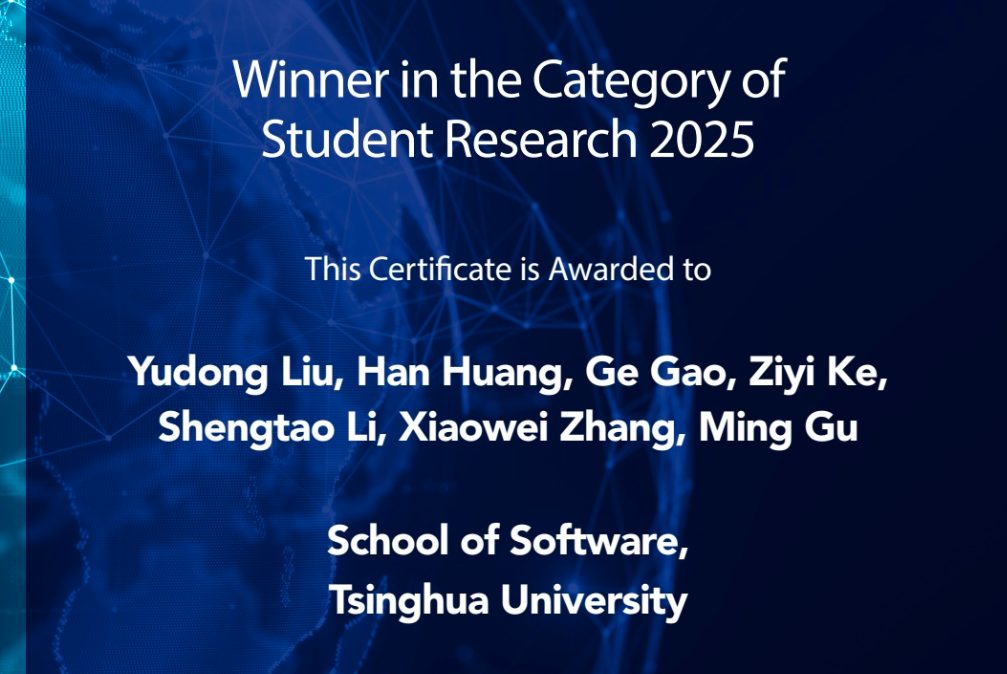 Winner in the Category of
Student Research 2025
This Certificate is Awarded to
Yudong Liu, Han Huang, Ge Gao, Ziyi Ke,
Shengtao Li, Xiaowei Zhang, Ming Gu
School of Software,
Tsinghua University